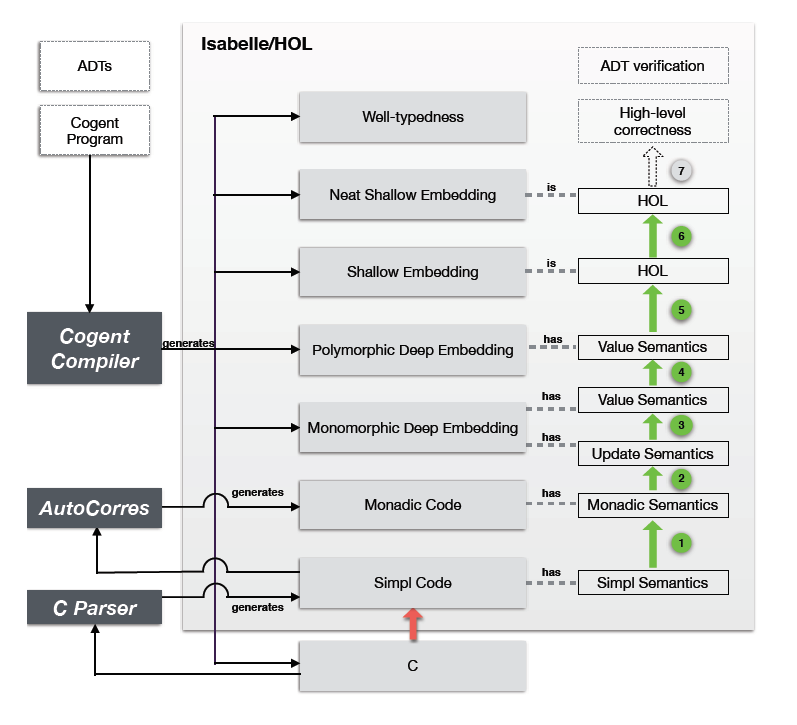 Isabelle/HOL
ADTs
ADT verification
Cogent
Program
High-level
correctness
Well-typedness
7
Neat Shallow Embedding
is
HOL
6
Shallow Embedding
is
HOL
5
Cogent
Compiler
generates
Polymorphic Deep Embedding
has
Value Semantics
4
has
Value Semantics
3
Monomorphic Deep Embedding
has
Update Semantics
2
AutoCorres
generates
Monadic Code
has
Monadic Semantics
1
Simpl Code
has
Simpl Semantics
C Parser
generates
C